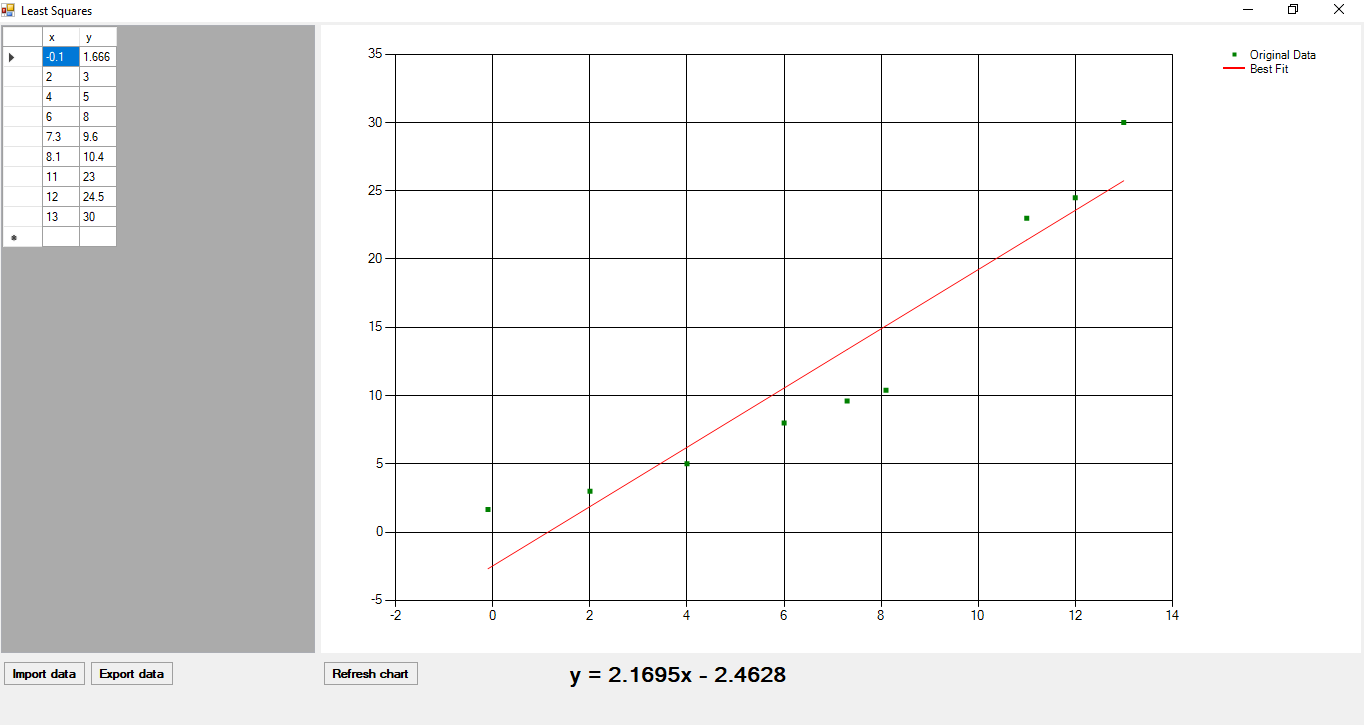 Least Squares
x y
-0.1 1.666
2 3
4 5
6 8
7.3 9.6
8.1 10.4
11 23
12 24.5
13 30
35
30
25
20
15
10
5
0
-5
-2 0 2 4 6 8 10 12 14
Original Data
Best Fit
Import data Export data Refresh chart
y = 2.1695x - 2.4628